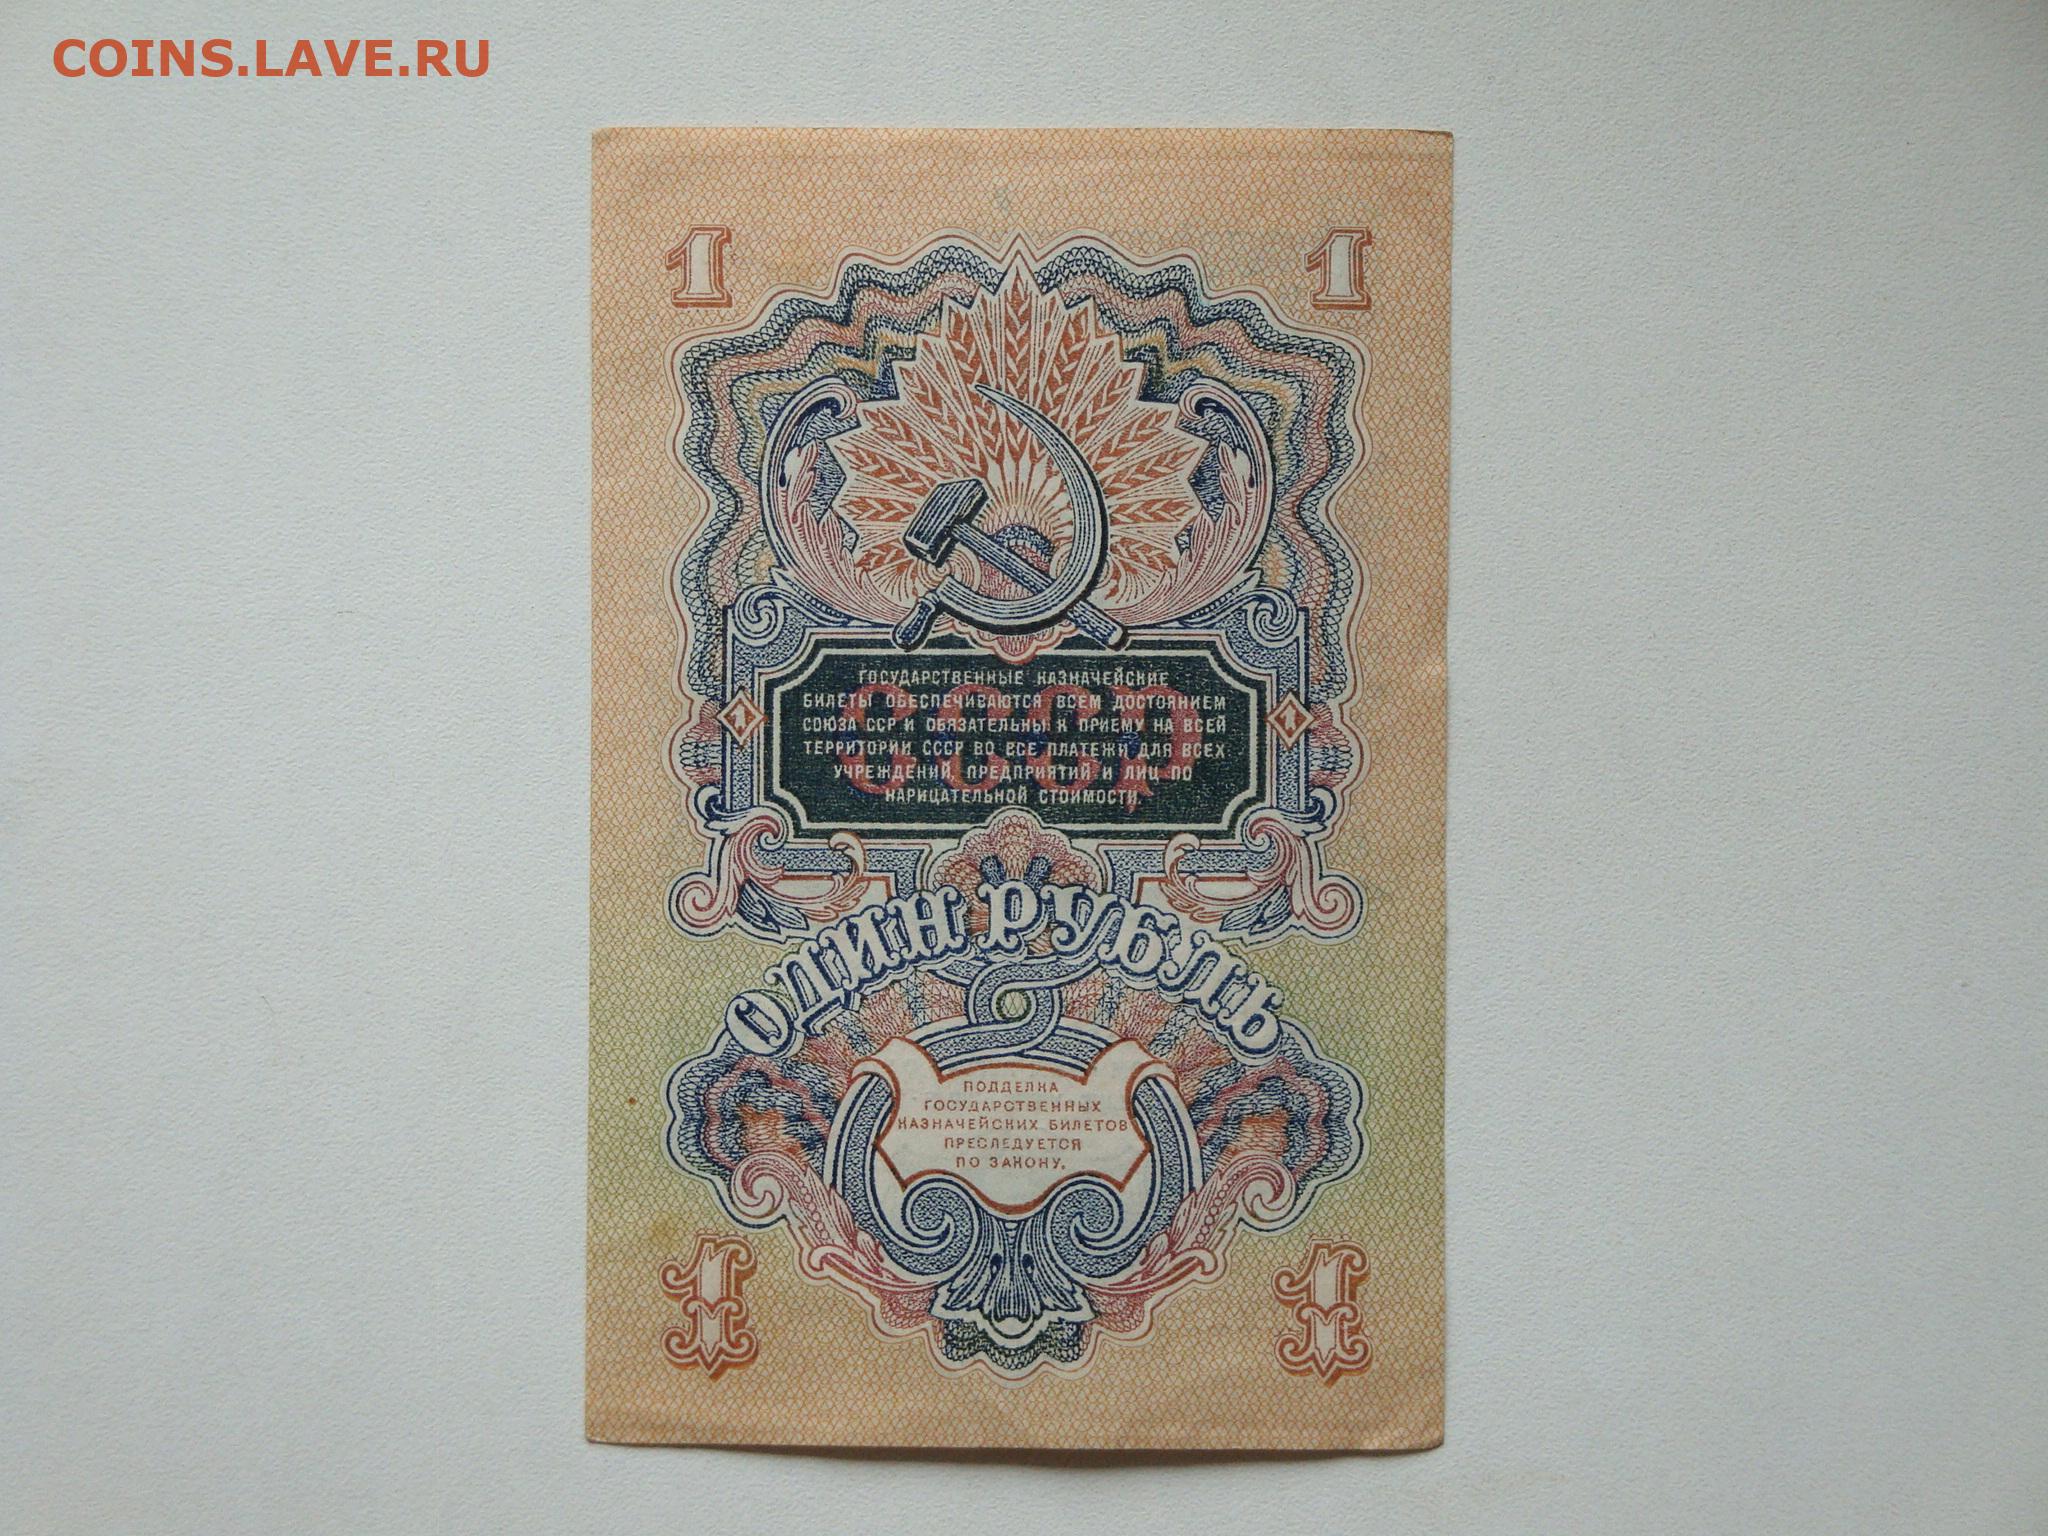 COINS.LAVE.RU
1 1
ГОСУДАРСТВЕННЫЕ КАЗНАЧЕЙСКИЕ
БИЛЕТЫ ОБЕСПЕЧИВАЮТСЯ ВСЕМ ДОСТОЯНИЕМ
СОЮЗА ССР И ОБЯЗАТЕЛЬНЫ К ПРИЕМУ НА ВСЕЙ
ТЕРРИТОРИИ СССР ВО ВСЕ ПЛАТЕЖИ ДЛЯ ВСЕХ
УЧРЕЖДЕНИЙ, ПРЕДПРИЯТИЙ И ЛИЦ ПО
НАРИЦАТЕЛЬНОЙ СТОИМОСТИ.
СССР
1 1
ОДИН РУБЛЬ
ПОДДЕЛКА
ГОСУДАРСТВЕННЫХ
КАЗНАЧЕЙСКИХ БИЛЕТОВ
ПРЕСЛЕДУЕТСЯ
ПО ЗАКОНУ.
1 1